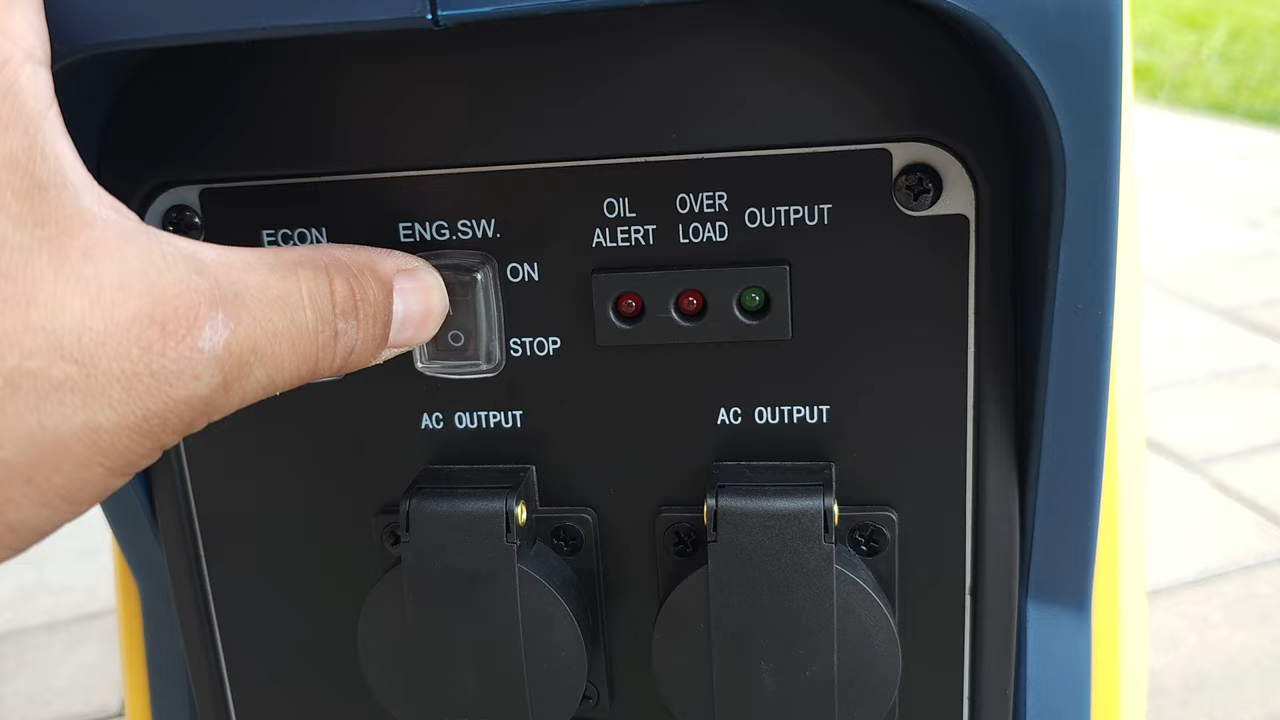 ECON
ENG.SW.
ON
STOP
OIL
ALERT
OVER
LOAD
OUTPUT
AC OUTPUT
AC OUTPUT